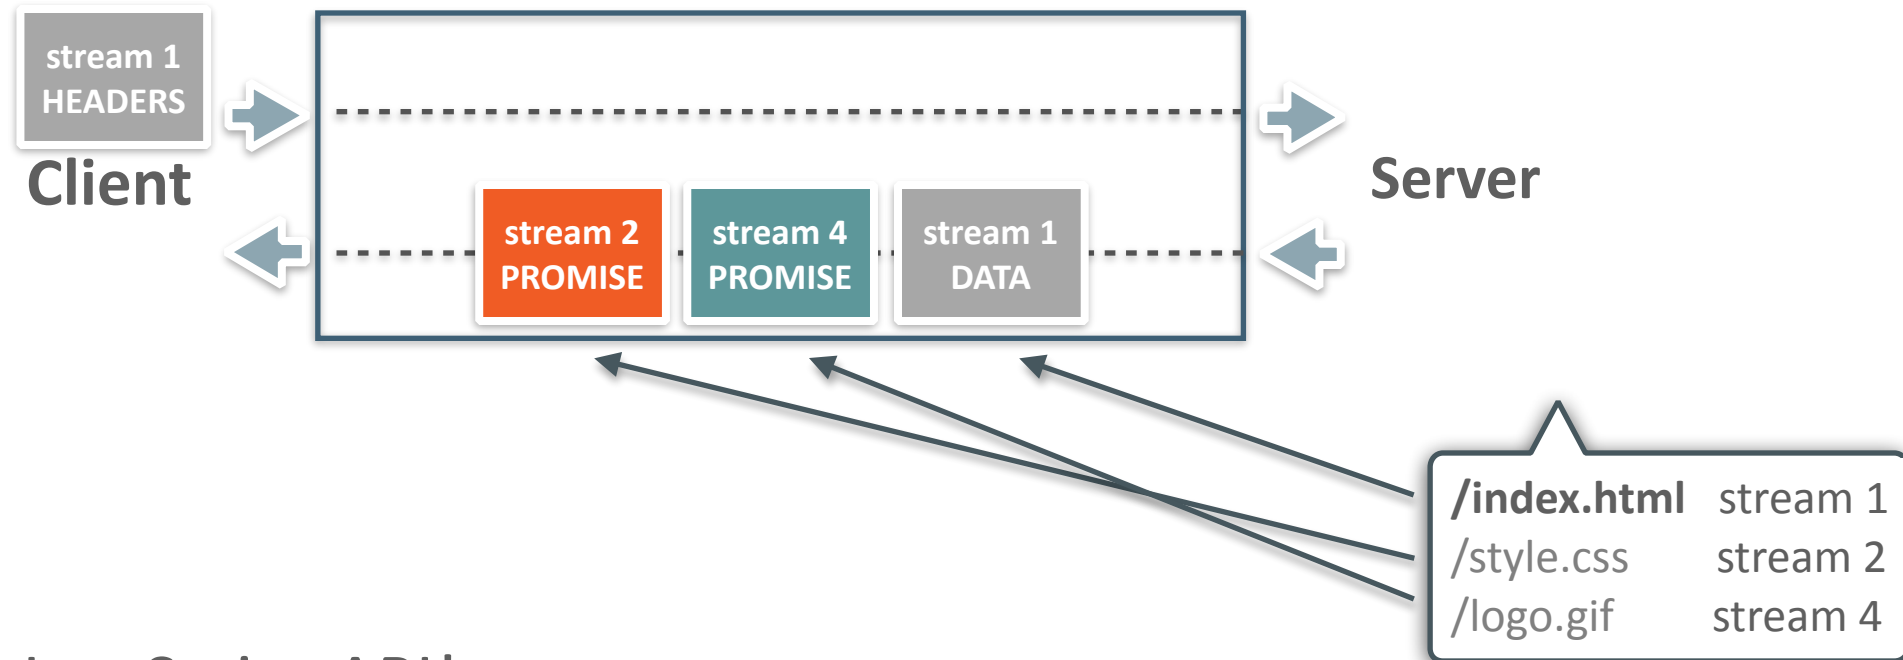 stream 1
HEADERS
Client
Server
stream 2
PROMISE
stream 4
PROMISE
stream 1
DATA
/index.html stream 1
/style.css stream 2
/logo.gif stream 4